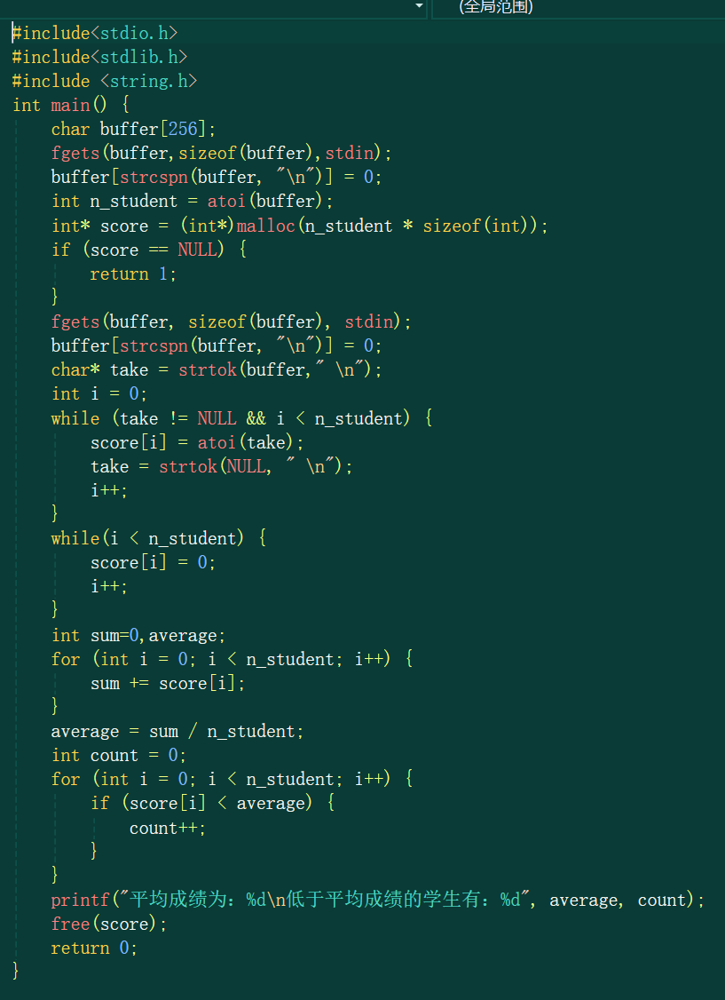 (全局范围)
#include<stdio.h>
#include<stdlib.h>
#include <string.h>
int main() {
    char buffer[256];
    fgets(buffer,sizeof(buffer),stdin);
    buffer[strcspn(buffer, "\n")] = 0;
    int n_student = atoi(buffer);
    int* score = (int*)malloc(n_student * sizeof(int));
    if (score == NULL) {
        return 1;
    }
    fgets(buffer, sizeof(buffer), stdin);
    buffer[strcspn(buffer, "\n")] = 0;
    char* take = strtok(buffer," \n");
    int i = 0;
    while (take != NULL && i < n_student) {
        score[i] = atoi(take);
        take = strtok(NULL, " \n");
        i++;
    }
    while(i < n_student) {
        score[i] = 0;
        i++;
    }
    int sum=0,average;
    for (int i = 0; i < n_student; i++) {
        sum += score[i];
    }
    average = sum / n_student;
    int count = 0;
    for (int i = 0; i < n_student; i++) {
        if (score[i] < average) {
            count++;
        }
    }
    printf("平均成绩为：%d\n低于平均成绩的学生有：%d", average, count);
    free(score);
    return 0;
}